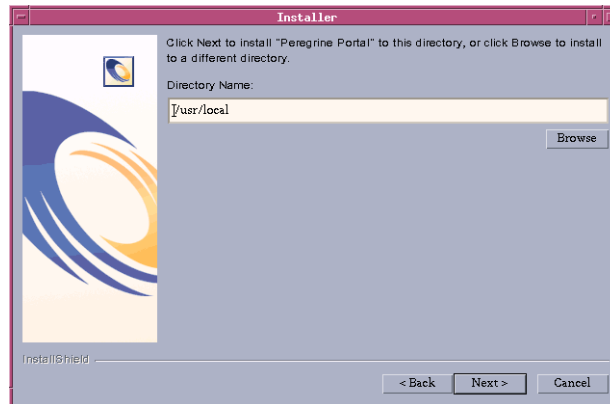 Installer
Click Next to install "Peregrine Portal" to this directory, or click Browse to install
to a different directory.
Directory Name:
/usr/local
Browse
InstallShield
< Back
Next >
Cancel